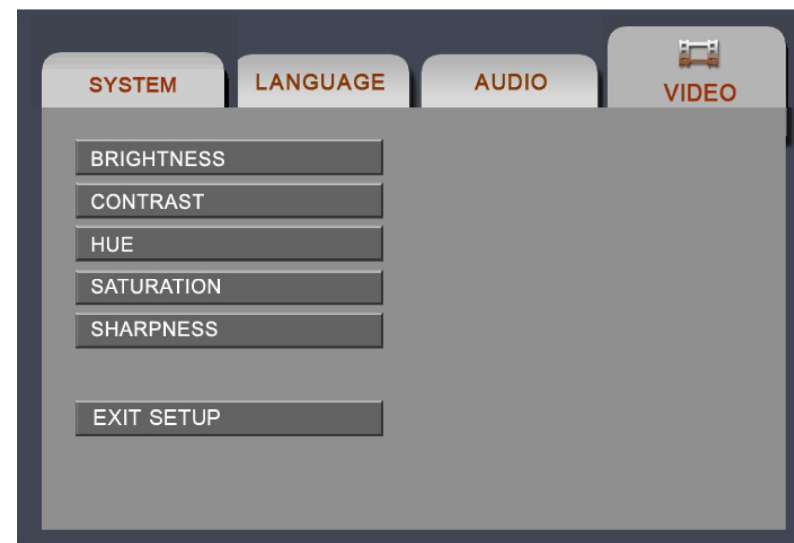 SYSTEM LANGUAGE AUDIO VIDEO
BRIGHTNESS
CONTRAST
HUE
SATURATION
SHARPNESS
EXIT SETUP